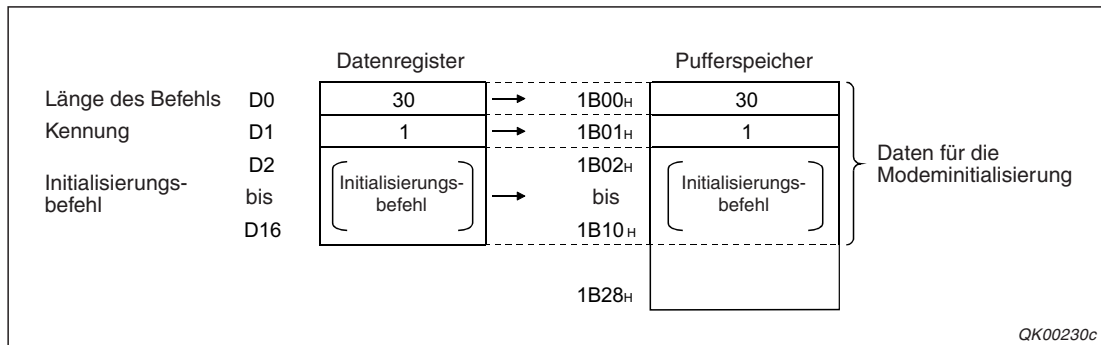 Datenregister Pufferspeicher
Länge des Befehls D0 30 → 1B00H 30
Kennung D1 1 → 1B01H 1
D2 1B02H
Initialisierungs- bis Initialisierungs- → bis Initialisierungs-
befehl befehl befehl
D16 1B10H
Daten für die
Modeminitialisierung
1B28H
QK00230c